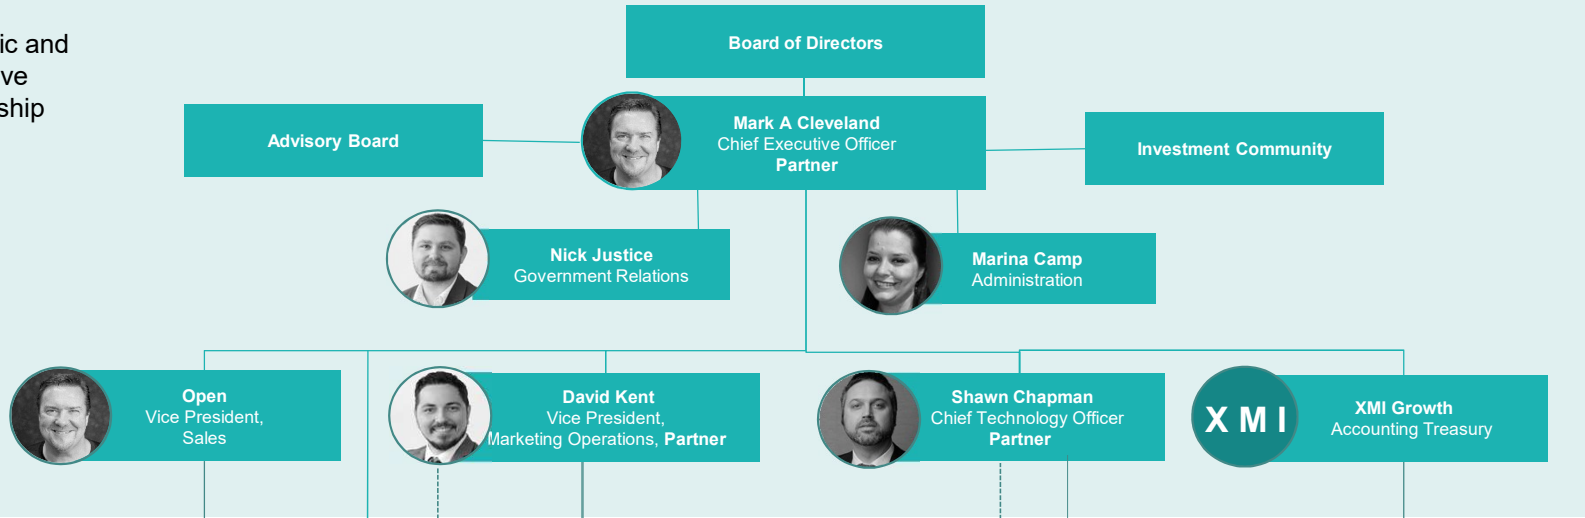 ic and
ve
ship
Board of Directors
Advisory Board
Mark A Cleveland
Chief Executive Officer
Partner
Investment Community
Nick Justice
Government Relations
Marina Camp
Administration
Open
Vice President,
Sales
David Kent
Vice President,
Marketing Operations, Partner
Shawn Chapman
Chief Technology Officer
Partner
X M I
XMI Growth
Accounting Treasury